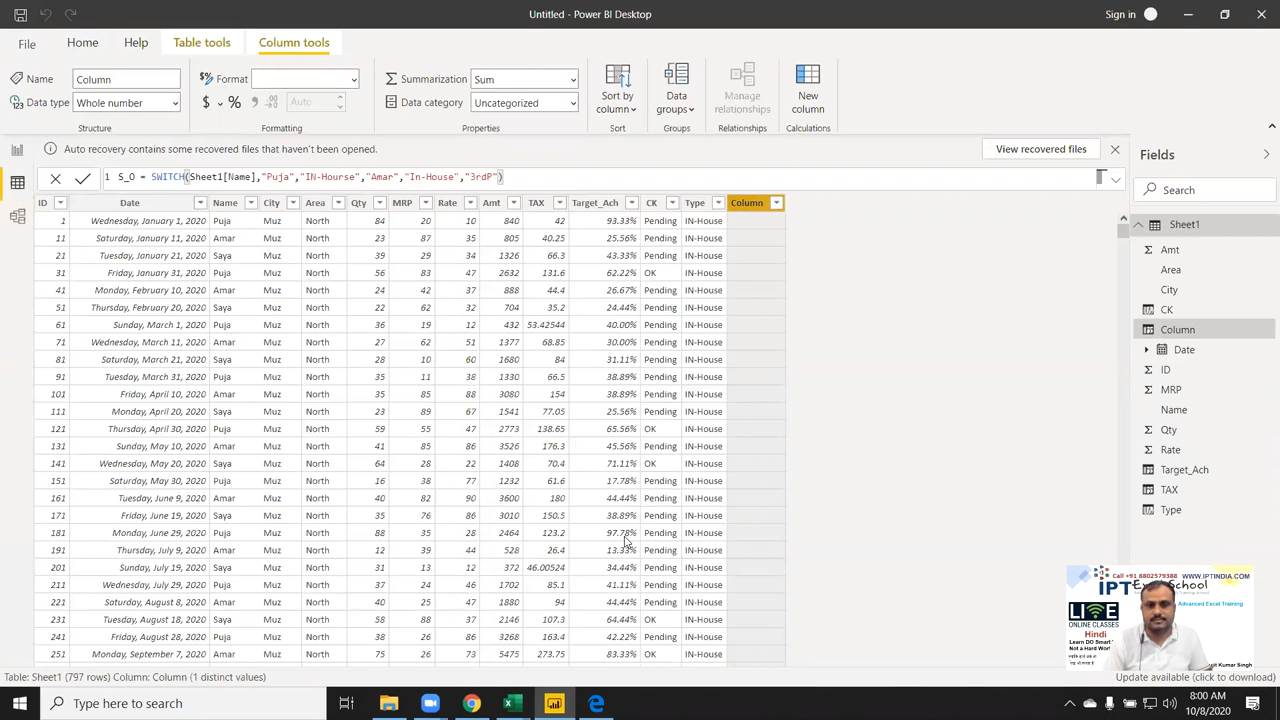 Untitled - Power BI Desktop
Sign in
File Home Help Table tools Column tools
Name Column
Data type Whole number
Structure
Format
$ % Auto
Formatting
Summarization Sum
Data category Uncategorized
Properties
Sort by column
Sort
Data groups
Groups
Manage relationships
Relationships
New column
Calculations
Auto recovery contains some recovered files that haven't been opened. View recovered files
1 S_O = SWITCH(Sheet1[Name],"Puja","IN-Hourse","Amar","In-House","3rdP")
ID Date Name City Area Qty MRP Rate Amt TAX Target_Ach CK Type Column
1 Wednesday, January 1, 2020 Puja Muz North 84 20 10 840 42 93.33% Pending IN-House
11 Saturday, January 11, 2020 Amar Muz North 23 87 35 805 40.25 25.56% Pending IN-House
21 Tuesday, January 21, 2020 Saya Muz North 39 29 34 1326 66.3 43.33% Pending IN-House
31 Friday, January 31, 2020 Puja Muz North 56 83 47 2632 131.6 62.22% OK IN-House
41 Monday, February 10, 2020 Amar Muz North 24 42 37 888 44.4 26.67% Pending IN-House
51 Thursday, February 20, 2020 Saya Muz North 22 62 32 704 35.2 24.44% Pending IN-House
61 Sunday, March 1, 2020 Puja Muz North 36 19 12 432 53.42544 40.00% Pending IN-House
71 Wednesday, March 11, 2020 Amar Muz North 27 62 51 1377 68.85 30.00% Pending IN-House
81 Saturday, March 21, 2020 Saya Muz North 28 10 60 1680 84 31.11% Pending IN-House
91 Tuesday, March 31, 2020 Puja Muz North 35 11 38 1330 66.5 38.89% Pending IN-House
101 Friday, April 10, 2020 Amar Muz North 35 85 88 3080 154 38.89% Pending IN-House
111 Monday, April 20, 2020 Saya Muz North 23 89 67 1541 77.05 25.56% Pending IN-House
121 Thursday, April 30, 2020 Puja Muz North 59 55 47 2773 138.65 65.56% OK IN-House
131 Sunday, May 10, 2020 Amar Muz North 41 85 86 3526 176.3 45.56% Pending IN-House
141 Wednesday, May 20, 2020 Saya Muz North 64 28 22 1408 70.4 71.11% OK IN-House
151 Saturday, May 30, 2020 Puja Muz North 16 38 77 1232 61.6 17.78% Pending IN-House
161 Tuesday, June 9, 2020 Amar Muz North 40 82 90 3600 180 44.44% Pending IN-House
171 Friday, June 19, 2020 Saya Muz North 35 76 86 3010 150.5 38.89% Pending IN-House
181 Monday, June 29, 2020 Puja Muz North 88 35 28 2464 123.2 97.78% Pending IN-House
191 Thursday, July 9, 2020 Amar Muz North 12 39 44 528 26.4 13.33% Pending IN-House
201 Sunday, July 19, 2020 Saya Muz North 31 13 12 372 46.00524 34.44% Pending IN-House
211 Wednesday, July 29, 2020 Puja Muz North 37 24 46 1702 85.1 41.11% Pending IN-House
221 Saturday, August 8, 2020 Amar Muz North 40 25 47 1880 94 44.44% Pending IN-House
231 Tuesday, August 18, 2020 Saya Muz North 58 88 37 2146 107.3 64.44% OK IN-House
241 Friday, August 28, 2020 Puja Muz North 38 26 86 3268 163.4 42.22% Pending IN-House
251 Monday, September 7, 2020 Amar Muz North 75 26 73 5475 273.75 83.33% OK IN-House
Table: Sheet1 (797 rows) Column: Column (1 distinct values)
Fields
Search
Sheet1
Amt
Area
City
CK
Column
Date
ID
MRP
Name
Qty
Rate
Target_Ach
TAX
Type
Call +91 8802579388 WWW.IPTINDIA.COM
IPT Excel School
Advanced Excel Training
LIVE
ONLINE CLASSES
Hindi
Learn DO Smart
Not a Hard Wor
jit Kumar Singh
Update available (click to download)
Type here to search
8:00 AM
10/8/2020